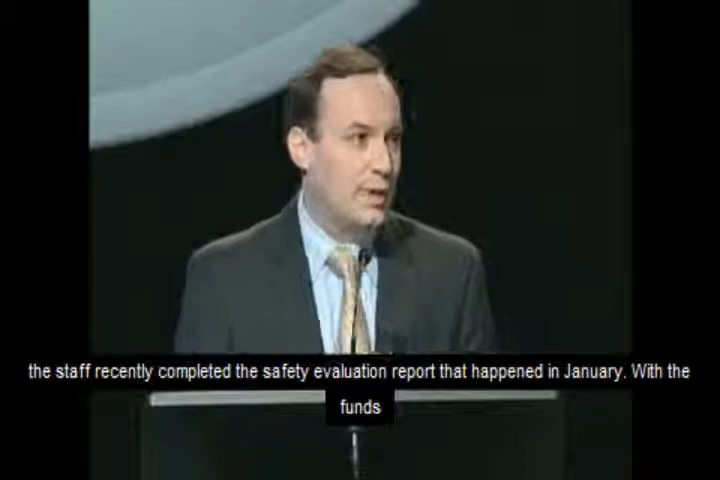 the staff recently completed the safety evaluation report that happened in January. With the
funds